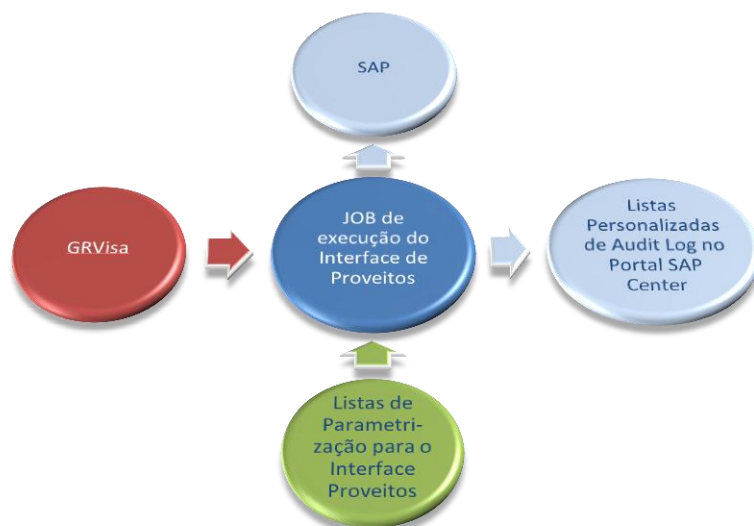 SAP
GRVisa
JOB de
execução do
Interface de
Proveitos
Listas
Personalizadas
de Audit Log no
Portal SAP
Center
Listas de
Parametri-
zação para o
Interface
Proveitos